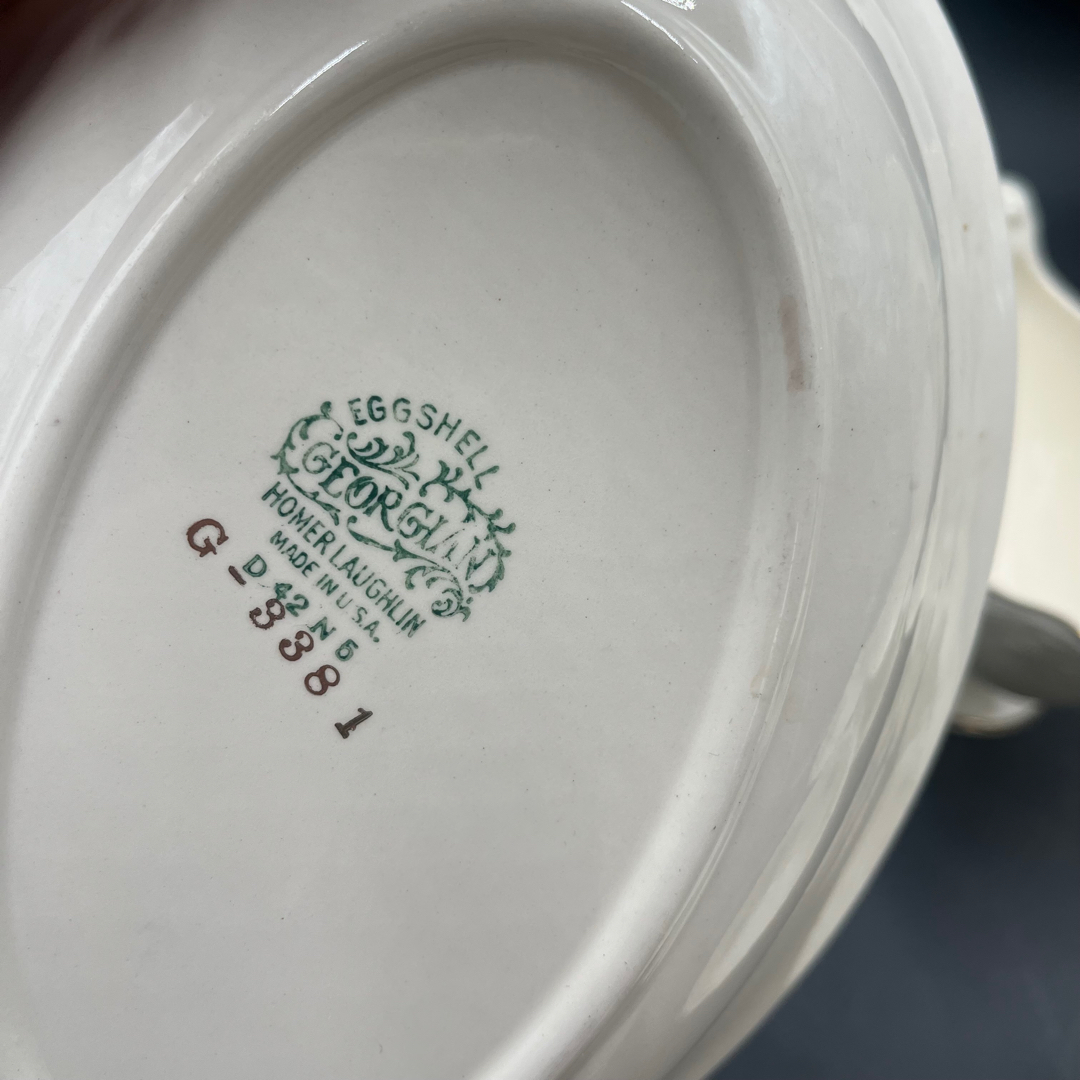 EGGSHELL
GEORGIAN
HOMER LAUGHLIN
MADE IN U.S.A.
D 42 N 5
G-3381